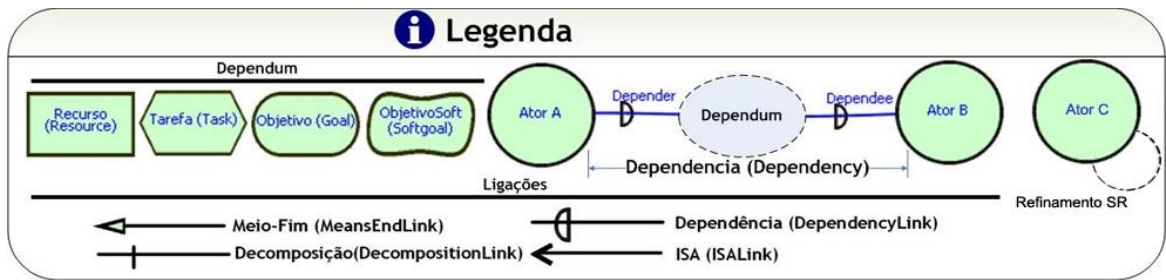 i Legenda
Dependum
Recurso
(Resource)
Tarefa (Task)
Objetivo (Goal)
ObjetivoSoft
(Softgoal)
Ator A
Depender
Dependum
Dependee
Ator B
Ator C
Dependencia (Dependency)
Ligações
Refinamento SR
Meio-Fim (MeansEndLink)
Dependência (DependencyLink)
Decomposição(DecompositionLink)
ISA (ISALink)